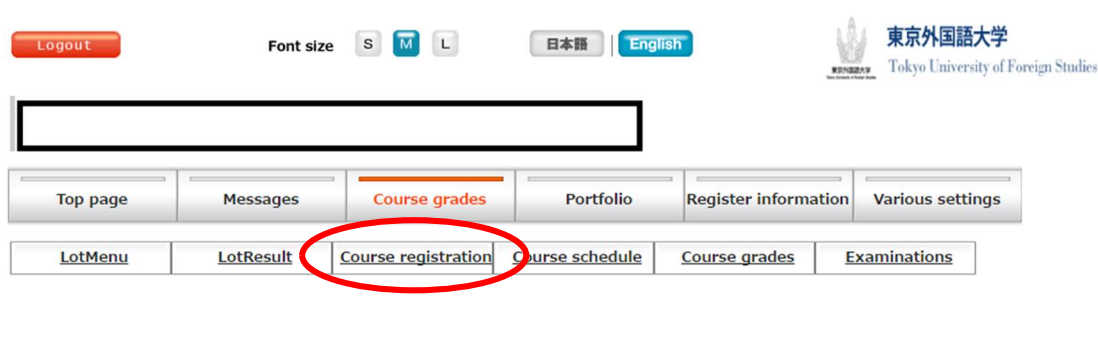 Logout Font size S M L 日本語 English 東京外国語大学
Tokyo University of Foreign Studies
Top page Messages Course grades Portfolio Register information Various settings
LotMenu LotResult Course registration Course schedule Course grades Examinations